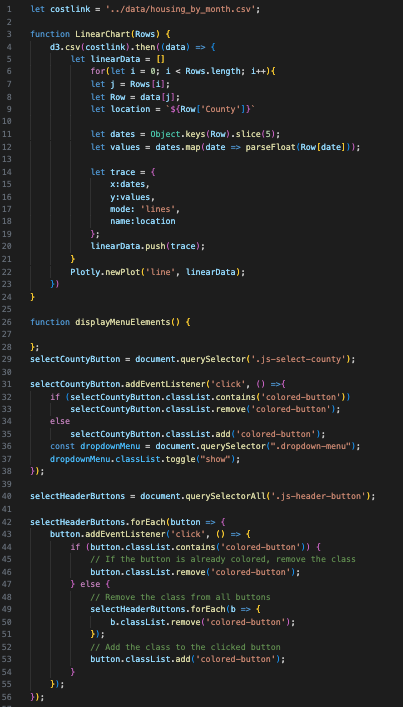 1 let costlink = '../data/housing_by_month.csv';
2
3 function LinearChart(Rows) {
4     d3.csv(costlink).then((data) => {
5         let linearData = []
6             for(let i = 0; i < Rows.length; i++){
7             let j = Rows[i];
8             let Row = data[j];
9             let location = `${Row['County']}`
10
11             let dates = Object.keys(Row).slice(5);
12             let values = dates.map(date => parseFloat(Row[date]));
13
14             let trace = {
15                 x:dates,
16                 y:values,
17                 mode: 'lines',
18                 name:location
19             };
20             linearData.push(trace);
21         }
22         Plotly.newPlot('line', linearData);
23     })
24 }
25
26 function displayMenuElements() {
27
28 };
29 selectCountyButton = document.querySelector('.js-select-county');
30
31 selectCountyButton.addEventListener('click', () =>{
32     if (selectCountyButton.classList.contains('colored-button'))
33         selectCountyButton.classList.remove('colored-button');
34     else
35         selectCountyButton.classList.add('colored-button');
36     const dropdownMenu = document.querySelector(".dropdown-menu");
37     dropdownMenu.classList.toggle("show");
38 });
39
40 selectHeaderButtons = document.querySelectorAll('.js-header-button');
41
42 selectHeaderButtons.forEach(button => {
43     button.addEventListener('click', () => {
44         if (button.classList.contains('colored-button')) {
45             // If the button is already colored, remove the class
46             button.classList.remove('colored-button');
47         } else {
48             // Remove the class from all buttons
49             selectHeaderButtons.forEach(b => {
50                 b.classList.remove('colored-button');
51             });
52             // Add the class to the clicked button
53             button.classList.add('colored-button');
54         }
55     });
56 });